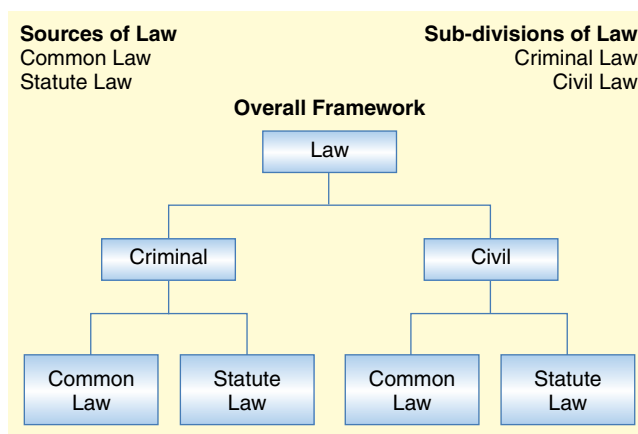 Sources of Law
Common Law
Statute Law
Sub-divisions of Law
Criminal Law
Civil Law
Overall Framework
Law
Criminal
Civil
Common
Law
Statute
Law
Common
Law
Statute
Law